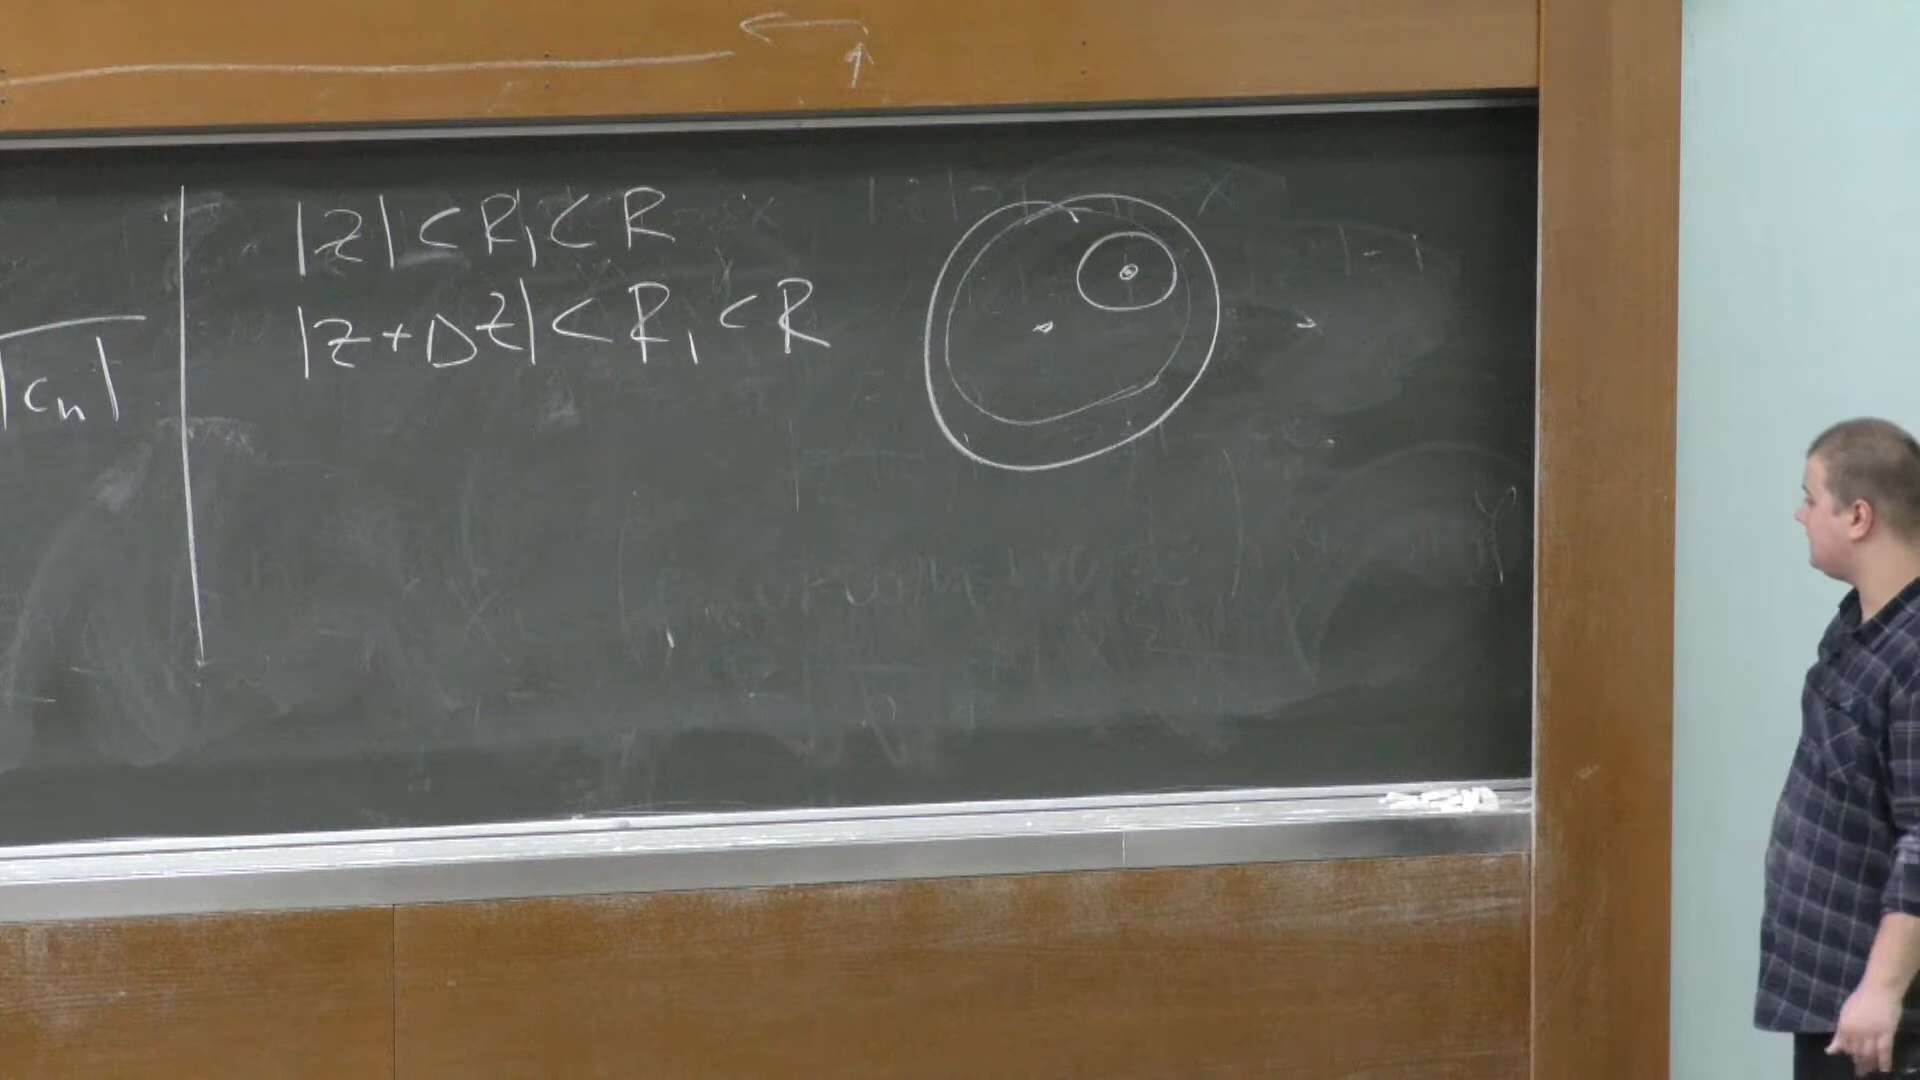 |z| < R₁ < R
|z + Δz| < R₁ < R
|cₙ|